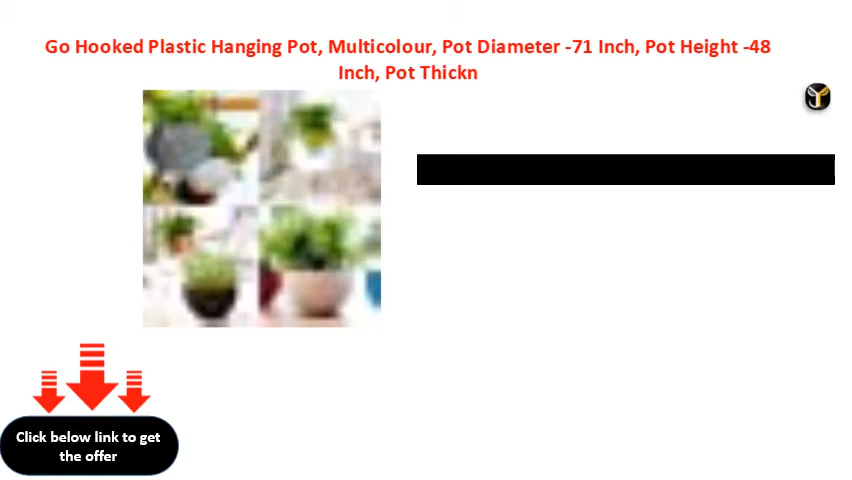 Go Hooked Plastic Hanging Pot, Multicolour, Pot Diameter -71 Inch, Pot Height -48
Inch, Pot Thickn
Click below link to get
the offer